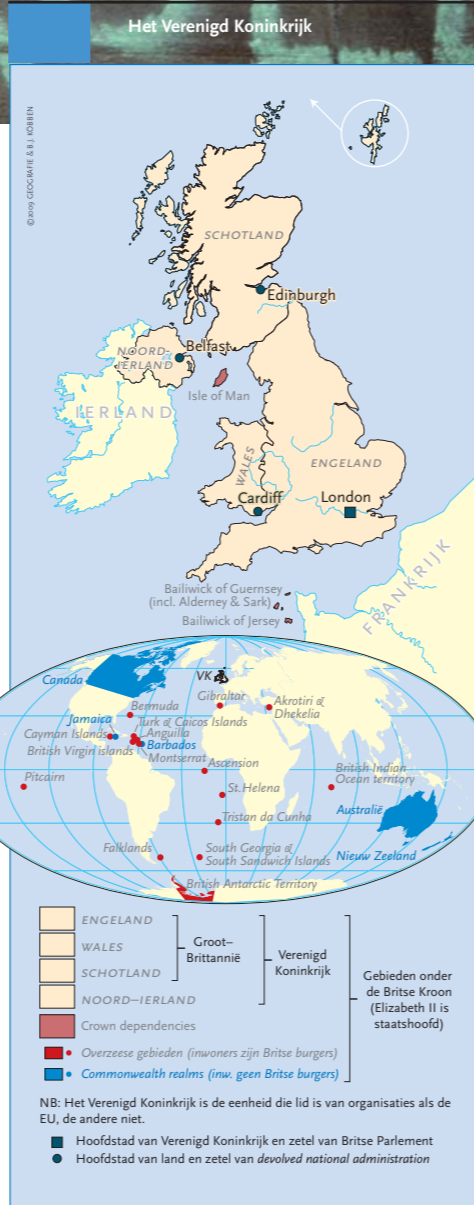 Het Verenigd Koninkrijk
©2009 GEOGRAFIE & B.J. KÖBBEN
SCHOTLAND
Edinburgh
NOORD–
IERLAND
Belfast
Isle of Man
IERLAND
WALES
ENGELAND
Cardiff
London
Bailiwick of Guernsey
(incl. Alderney & Sark)
Bailiwick of Jersey
FRANKRIJK
Canada
VK
Bermuda
Gibraltar
Akrotiri &
Dhekelia
Jamaica
Turk & Caicos Islands
Cayman Islands
Anguilla
British Virgin islands
Barbados
Montserrat
Ascension
British Indian
Ocean territory
Pitcairn
St.Helena
Australië
Tristan da Cunha
Falklands
South Georgia &
South Sandwich Islands
Nieuw Zeeland
British Antarctic Territory
ENGELAND
WALES
SCHOTLAND
NOORD–IERLAND
Groot–
Brittannië
Verenigd
Koninkrijk
Gebieden onder
de Britse Kroon
(Elizabeth II is
staatshoofd)
Crown dependencies
Overzeese gebieden (inwoners zijn Britse burgers)
Commonwealth realms (inw. geen Britse burgers)
NB: Het Verenigd Koninkrijk is de eenheid die lid is van organisaties als de
EU, de andere niet.
Hoofdstad van Verenigd Koninkrijk en zetel van Britse Parlement
Hoofdstad van land en zetel van devolved national administration